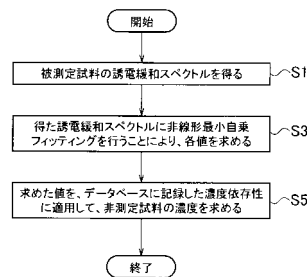 開始
被測定試料の誘電緩和スペクトルを得る
S1
得た誘電緩和スペクトルに非線形最小自乗
フィッティングを行うことにより、各値を求める
S3
求めた値を、データベースに記録した濃度依存性
に適用して、非測定試料の濃度を求める
S5
終了